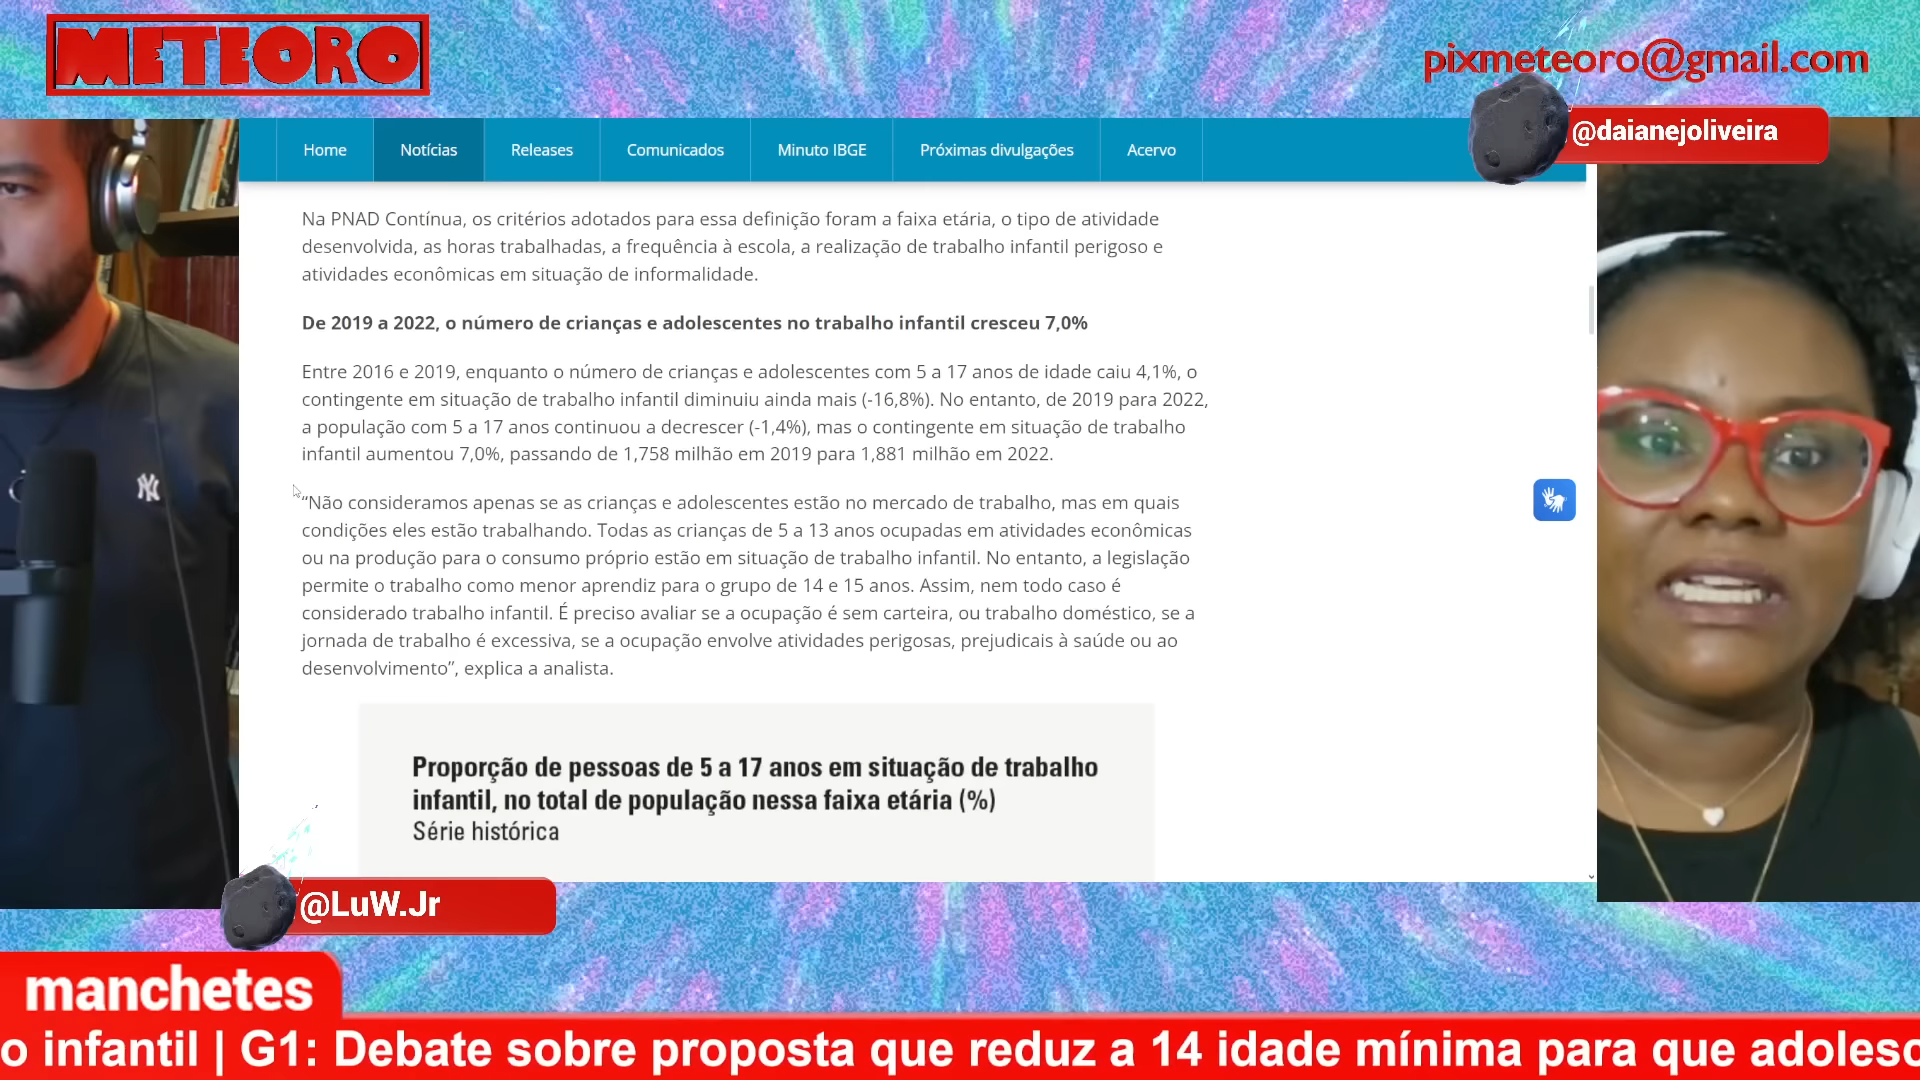 METEORO
pixmeteoro@gmail.com
@daianejoliveira
Home Notícias Releases Comunicados Minuto IBGE Próximas divulgações Acervo
Na PNAD Contínua, os critérios adotados para essa definição foram a faixa etária, o tipo de atividade
desenvolvida, as horas trabalhadas, a frequência à escola, a realização de trabalho infantil perigoso e
atividades econômicas em situação de informalidade.
De 2019 a 2022, o número de crianças e adolescentes no trabalho infantil cresceu 7,0%
Entre 2016 e 2019, enquanto o número de crianças e adolescentes com 5 a 17 anos de idade caiu 4,1%, o
contingente em situação de trabalho infantil diminuiu ainda mais (-16,8%). No entanto, de 2019 para 2022,
a população com 5 a 17 anos continuou a decrescer (-1,4%), mas o contingente em situação de trabalho
infantil aumentou 7,0%, passando de 1,758 milhão em 2019 para 1,881 milhão em 2022.
“Não consideramos apenas se as crianças e adolescentes estão no mercado de trabalho, mas em quais
condições eles estão trabalhando. Todas as crianças de 5 a 13 anos ocupadas em atividades econômicas
ou na produção para o consumo próprio estão em situação de trabalho infantil. No entanto, a legislação
permite o trabalho como menor aprendiz para o grupo de 14 e 15 anos. Assim, nem todo caso é
considerado trabalho infantil. É preciso avaliar se a ocupação é sem carteira, ou trabalho doméstico, se a
jornada de trabalho é excessiva, se a ocupação envolve atividades perigosas, prejudicais à saúde ou ao
desenvolvimento”, explica a analista.
Proporção de pessoas de 5 a 17 anos em situação de trabalho
infantil, no total de população nessa faixa etária (%)
Série histórica
@LuW.Jr
manchetes
o infantil | G1: Debate sobre proposta que reduz a 14 idade mínima para que adolesc
NY